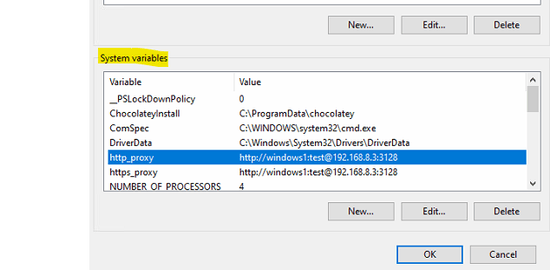 New... Edit... Delete
System variables
Variable Value
__PSLockDownPolicy 0
ChocolateyInstall C:\ProgramData\chocolatey
ComSpec C:\WINDOWS\system32\cmd.exe
DriverData C:\Windows\System32\Drivers\DriverData
http_proxy http://windows1:test@192.168.8.3:3128
https_proxy http://windows1:test@192.168.8.3:3128
NUMBER_OF_PROCESSORS 4
New... Edit... Delete
OK Cancel